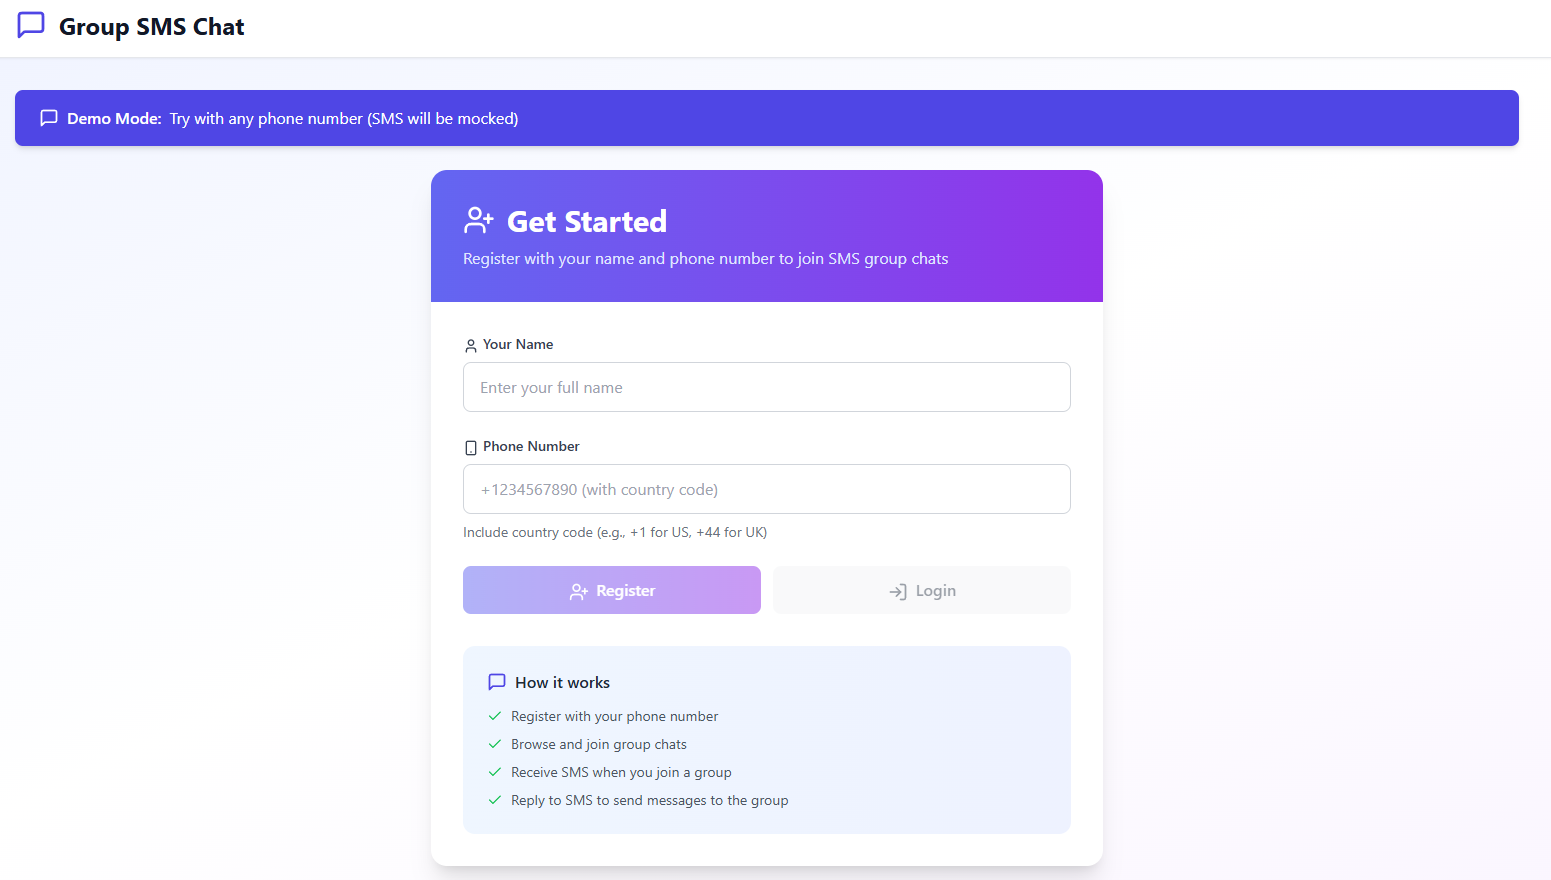 Group SMS Chat
Demo Mode: Try with any phone number (SMS will be mocked)
Get Started
Register with your name and phone number to join SMS group chats
Your Name
Enter your full name
Phone Number
+1234567890 (with country code)
Include country code (e.g., +1 for US, +44 for UK)
Register
Login
How it works
Register with your phone number
Browse and join group chats
Receive SMS when you join a group
Reply to SMS to send messages to the group